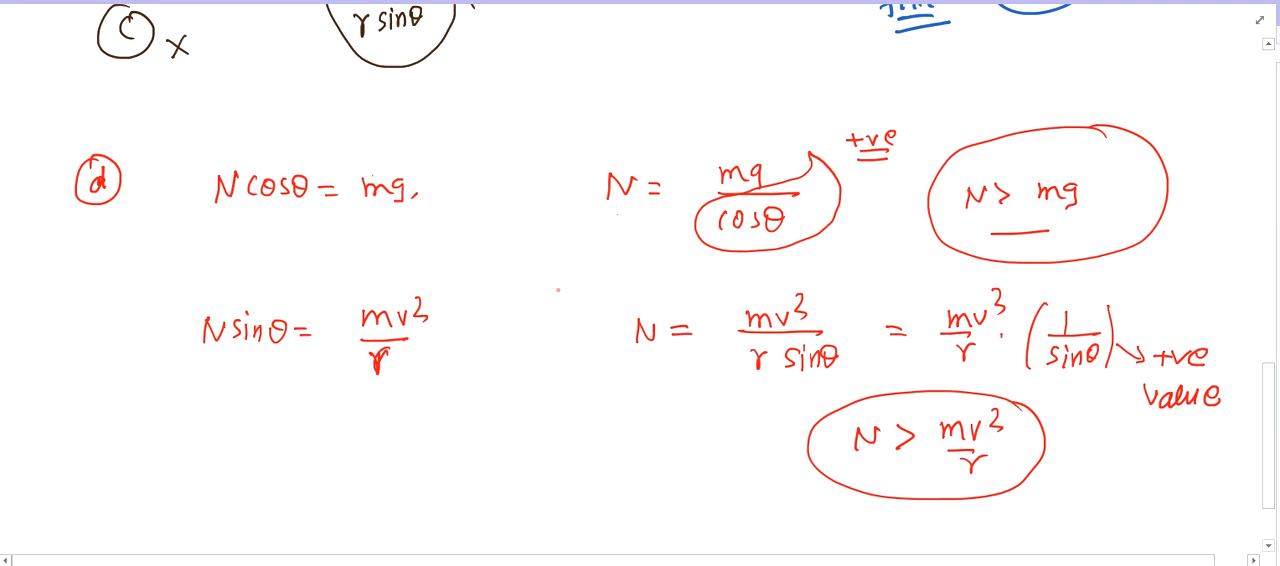 C x
r sinθ
d N cosθ = mg, N = mg/cosθ +ve N > mg
N sinθ = mv²/r N = mv²/r sinθ = mv²/r · (1/sinθ) → +ve
value
N > mv²/r